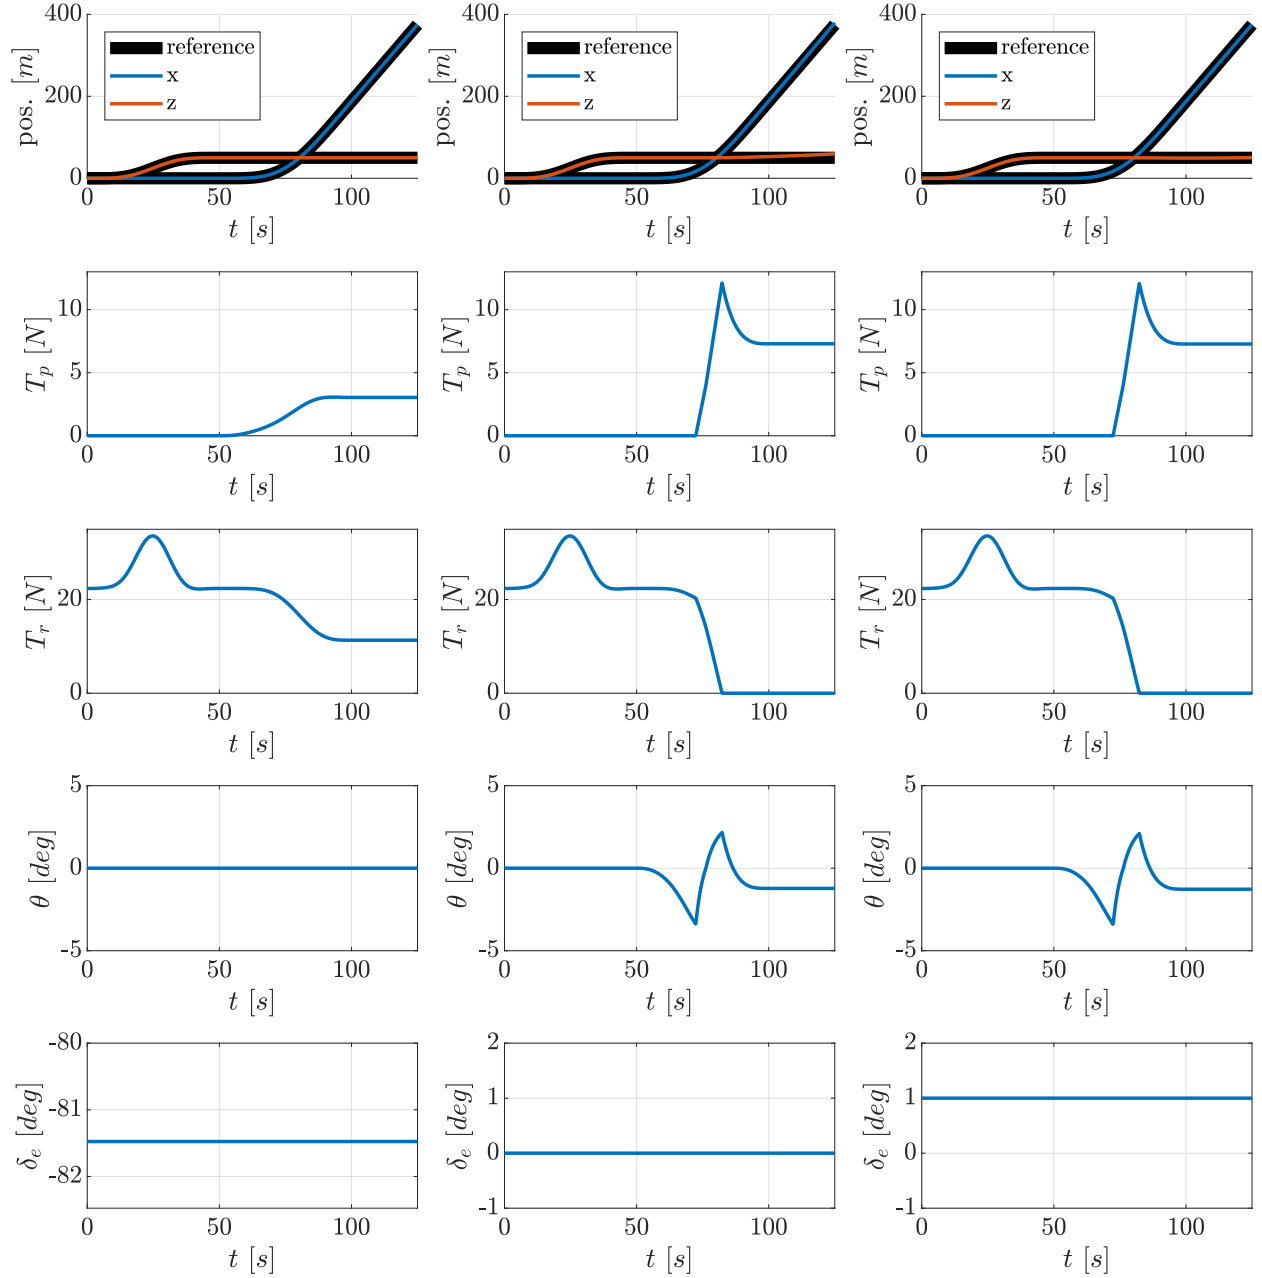 400
200
0
pos. [m]
reference
x
z
0 50 100
t [s]
400
200
0
pos. [m]
reference
x
z
0 50 100
t [s]
400
200
0
pos. [m]
reference
x
z
0 50 100
t [s]
10
5
0
T_p [N]
0 50 100
t [s]
10
5
0
T_p [N]
0 50 100
t [s]
10
5
0
T_p [N]
0 50 100
t [s]
20
0
T_r [N]
0 50 100
t [s]
20
0
T_r [N]
0 50 100
t [s]
20
0
T_r [N]
0 50 100
t [s]
5
0
-5
θ [deg]
0 50 100
t [s]
5
0
-5
θ [deg]
0 50 100
t [s]
5
0
-5
θ [deg]
0 50 100
t [s]
-80
-81
-82
δ_e [deg]
0 50 100
t [s]
2
1
0
-1
δ_e [deg]
0 50 100
t [s]
2
1
0
-1
δ_e [deg]
0 50 100
t [s]